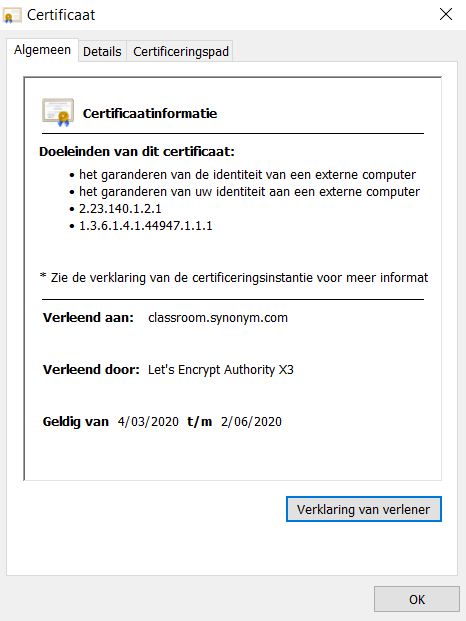 Certificaat
Algemeen Details Certificeringspad
Certificaatinformatie
Doeleinden van dit certificaat:
• het garanderen van de identiteit van een externe computer
• het garanderen van uw identiteit aan een externe computer
• 2.23.140.1.2.1
• 1.3.6.1.4.1.44947.1.1.1
* Zie de verklaring van de certificeringsinstantie voor meer informat
Verleend aan: classroom.synonym.com
Verleend door: Let's Encrypt Authority X3
Geldig van 4/03/2020 t/m 2/06/2020
Verklaring van verlener
OK